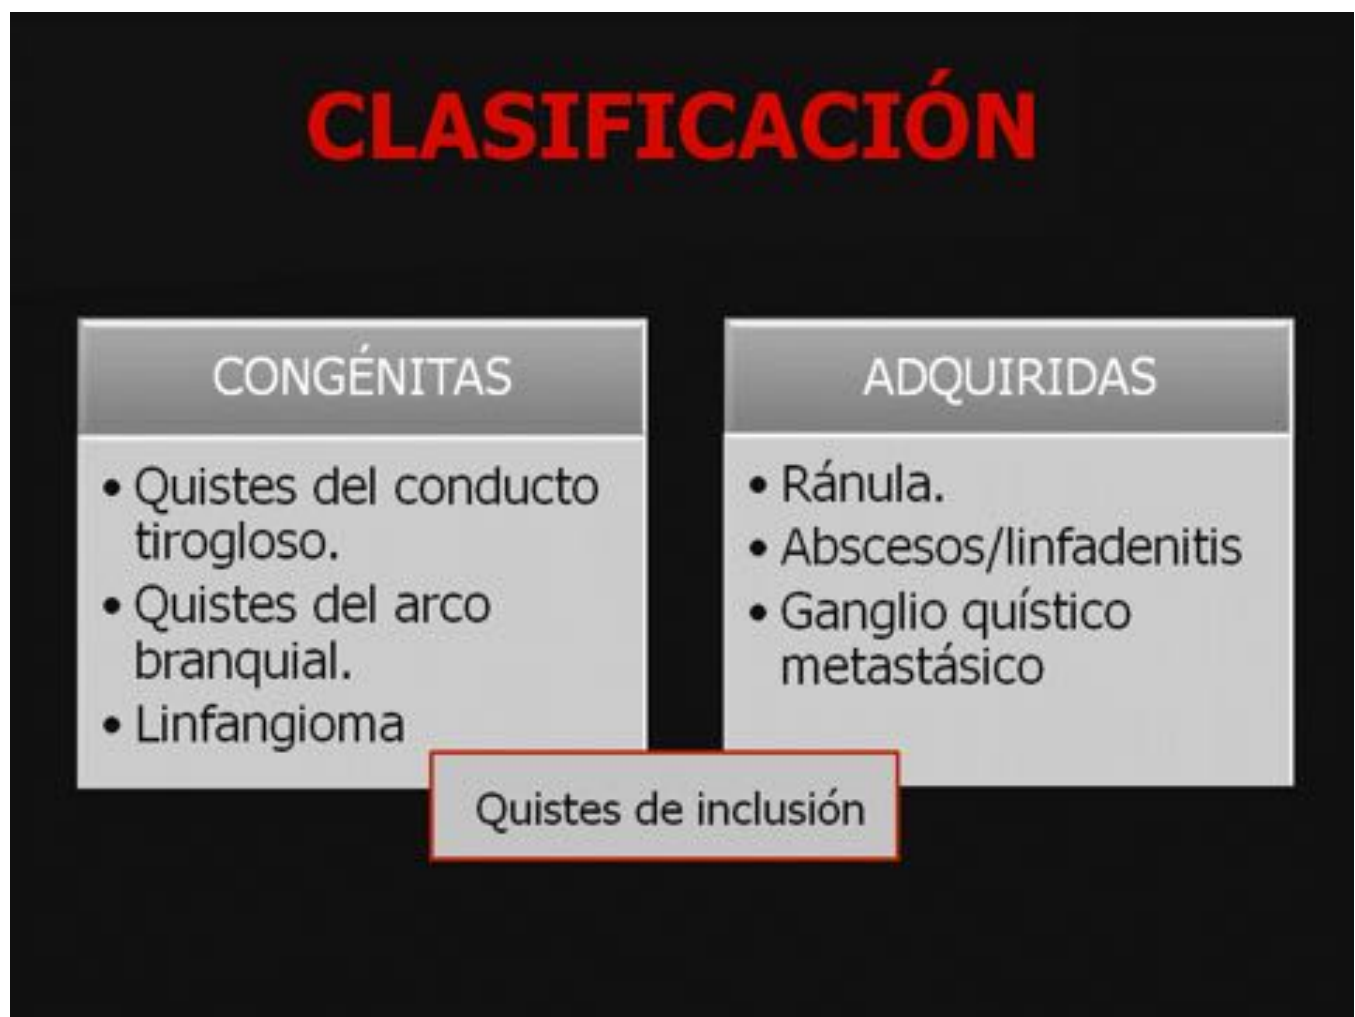 CLASIFICACIÓN
CONGÉNITAS
• Quistes del conducto
tirogloso.
• Quistes del arco
branquial.
• Linfangioma
ADQUIRIDAS
• Ránula.
• Abscesos/linfadenitis
• Ganglio quístico
metastásico
Quistes de inclusión